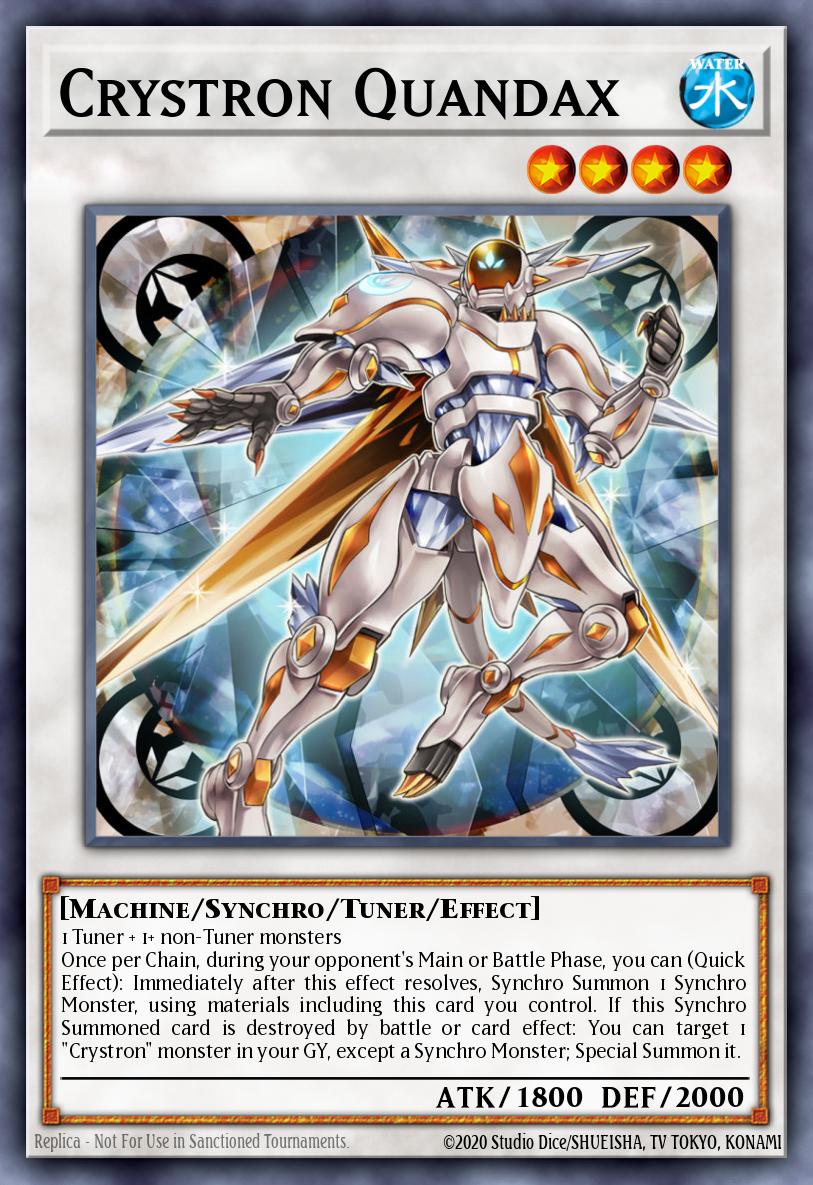 Crystron Quandax
WATER
水
[Machine/Synchro/Tuner/Effect]
1 Tuner + 1+ non-Tuner monsters
Once per Chain, during your opponent's Main or Battle Phase, you can (Quick
Effect): Immediately after this effect resolves, Synchro Summon 1 Synchro
Monster, using materials including this card you control. If this Synchro
Summoned card is destroyed by battle or card effect: You can target 1
"Crystron" monster in your GY, except a Synchro Monster; Special Summon it.
ATK/1800 DEF/2000
Replica - Not For Use in Sanctioned Tournaments.
©2020 Studio Dice/SHUEISHA, TV TOKYO, KONAMI